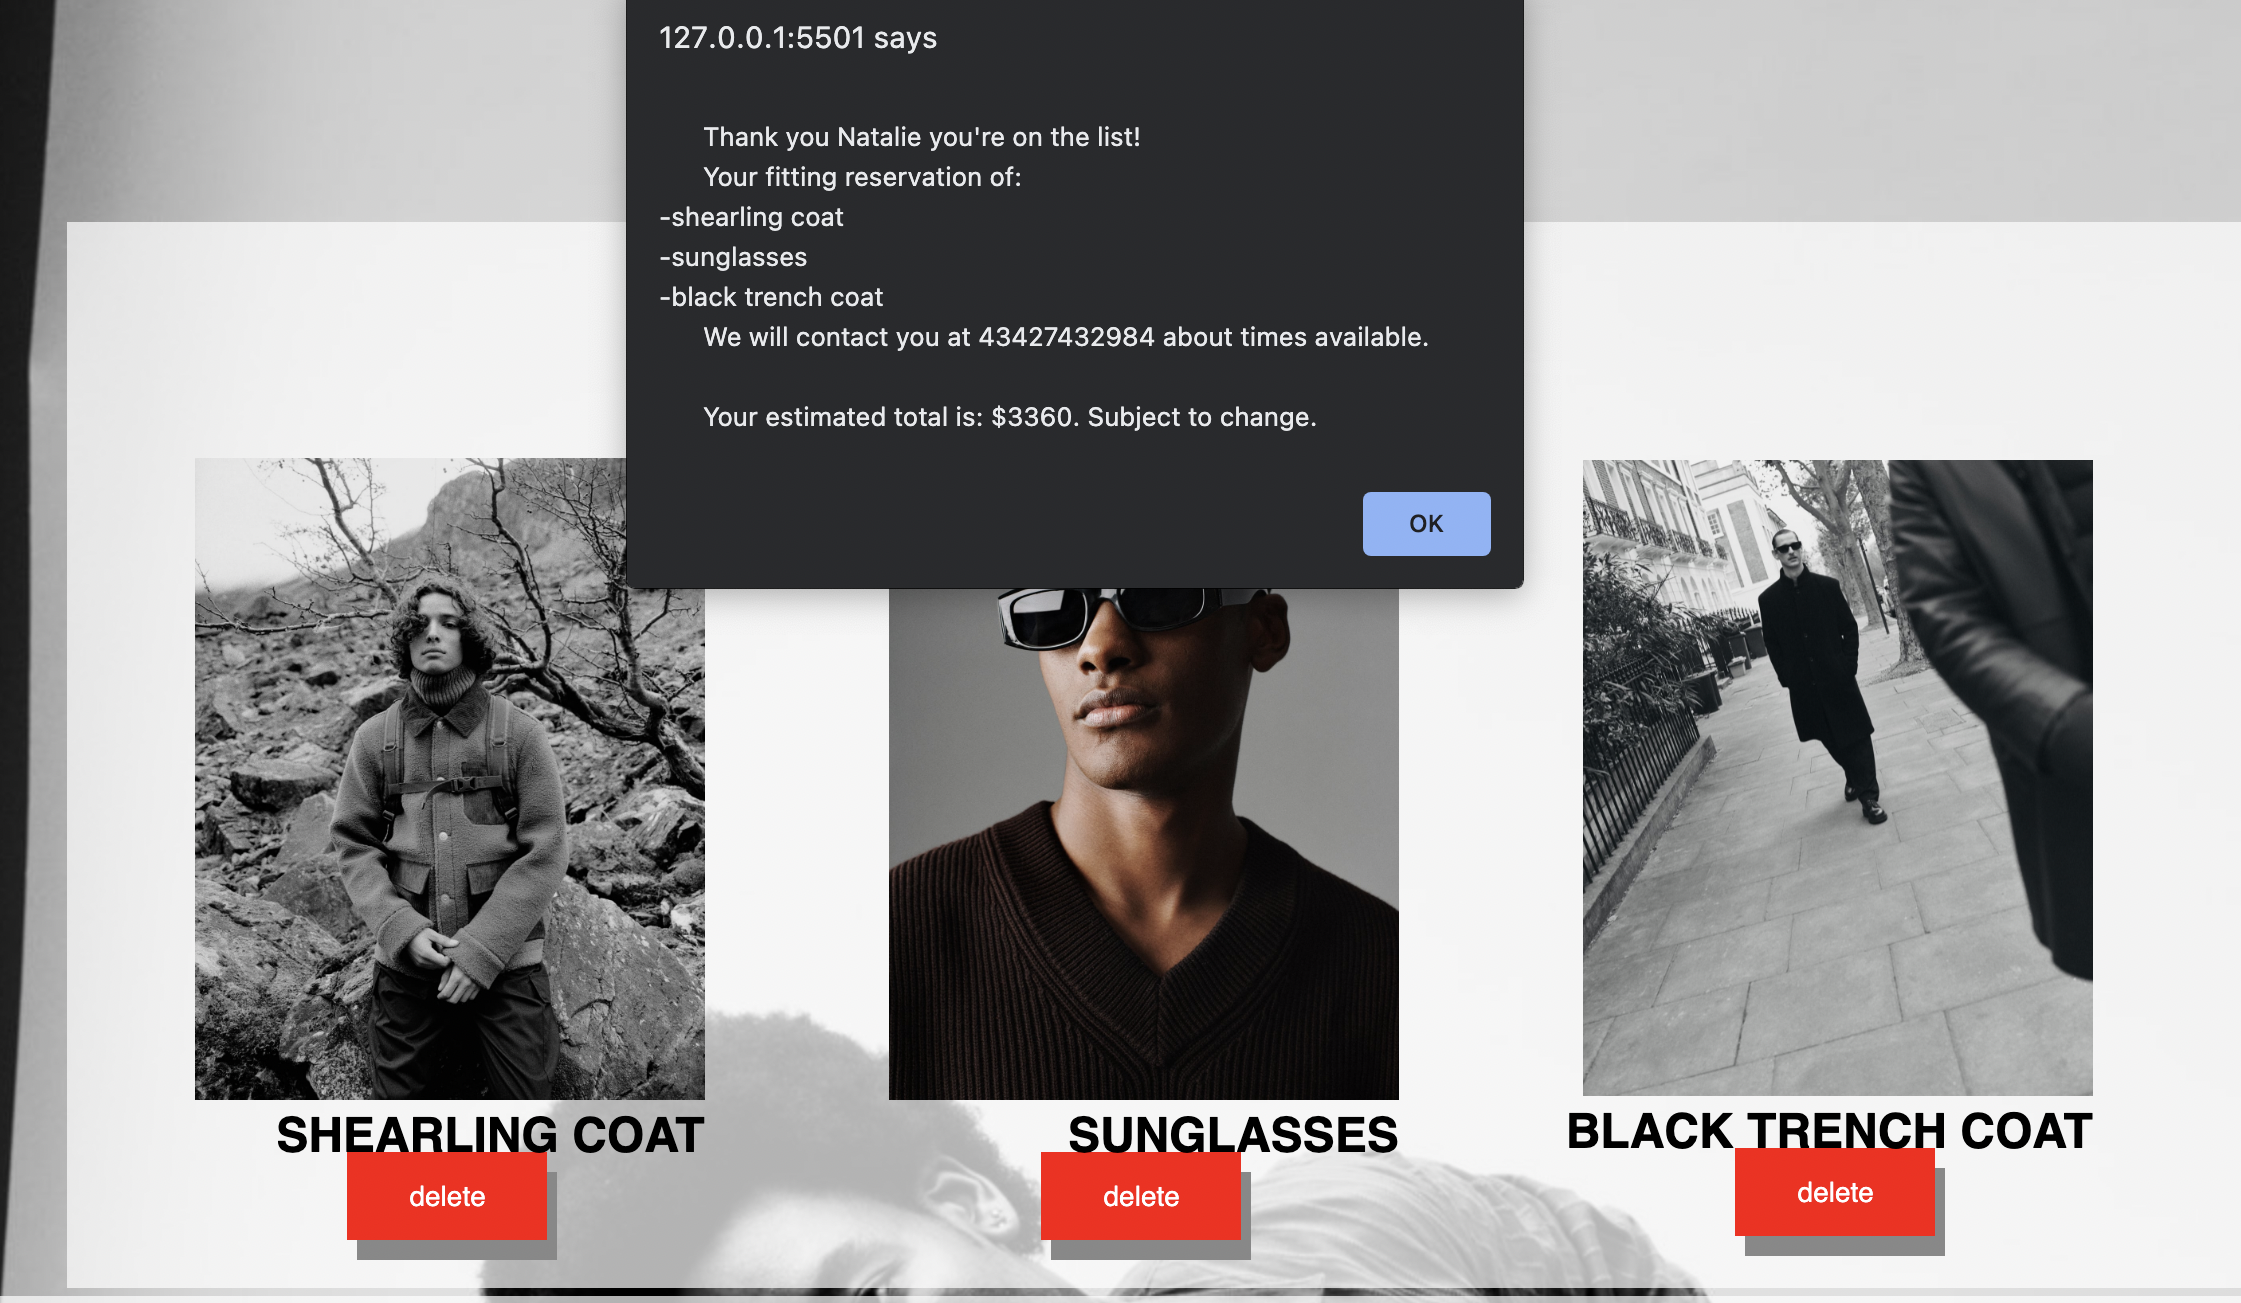 127.0.0.1:5501 says
Thank you Natalie you're on the list!
Your fitting reservation of:
-shearling coat
-sunglasses
-black trench coat
We will contact you at 43427432984 about times available.
Your estimated total is: $3360. Subject to change.
OK
SHEARLING COAT
SUNGLASSES
BLACK TRENCH COAT
delete
delete
delete